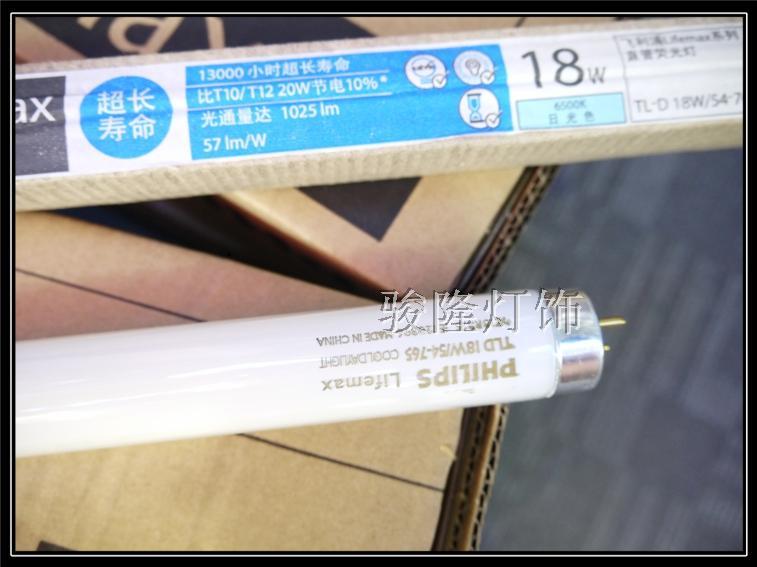 ax
超长
寿命
13000 小时超长寿命
比T10/T12 20W节电10%*
光通量达 1025 lm
57 lm/W
18W
6500K
日光色
飞利浦Lifemax系列
直管荧光灯
TL-D 18W/54-7
骏隆灯饰
PHILIPS Lifemax
TLD 18W/54-765 COOLDAYLIGHT
MADE IN CHINA